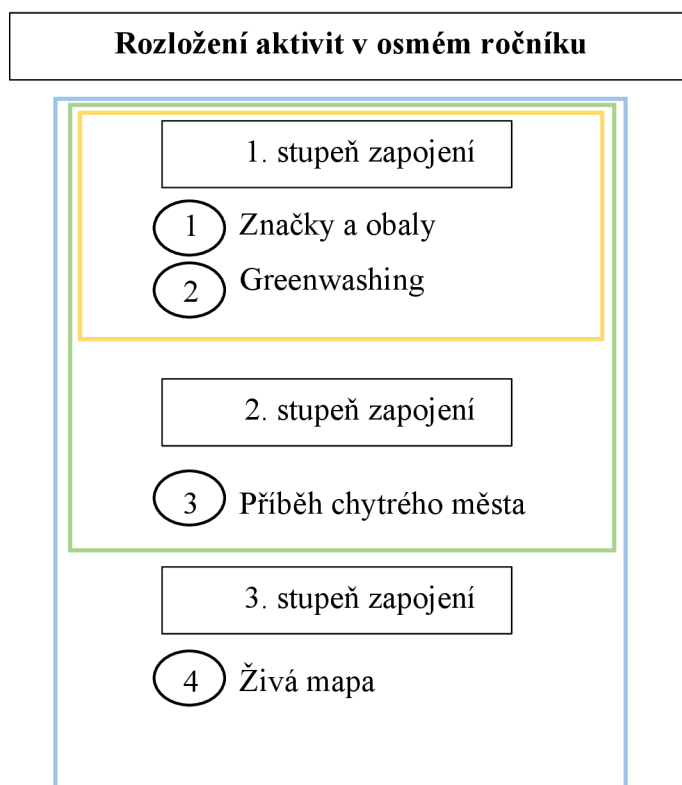 Rozložení aktivit v osmém ročníku
1. stupeň zapojení
1 Značky a obaly
2 Greenwashing
2. stupeň zapojení
3 Příběh chytrého města
3. stupeň zapojení
4 Živá mapa